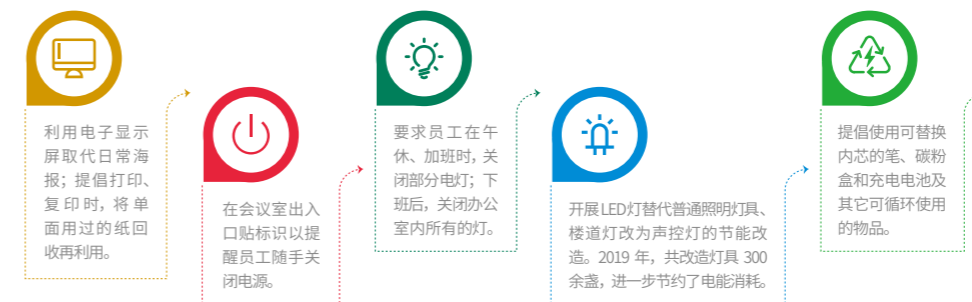 利用电子显示
屏取代日常海
报；提倡打印、
复印时，将单
面用过的纸回
收再利用。
在会议室出入
口贴标识以提
醒员工随手关
闭电源。
要求员工在午
休、加班时，关
闭部分电灯；下
班后，关闭办公
室内所有的灯。
开展LED灯替代普通照明灯具、
楼道灯改为声控灯的节能改
造。2019 年，共改造灯具 300
余盏，进一步节约了电能消耗。
提倡使用可替换
内芯的笔、碳粉
盒和充电电池及
其它可循环使用
的物品。